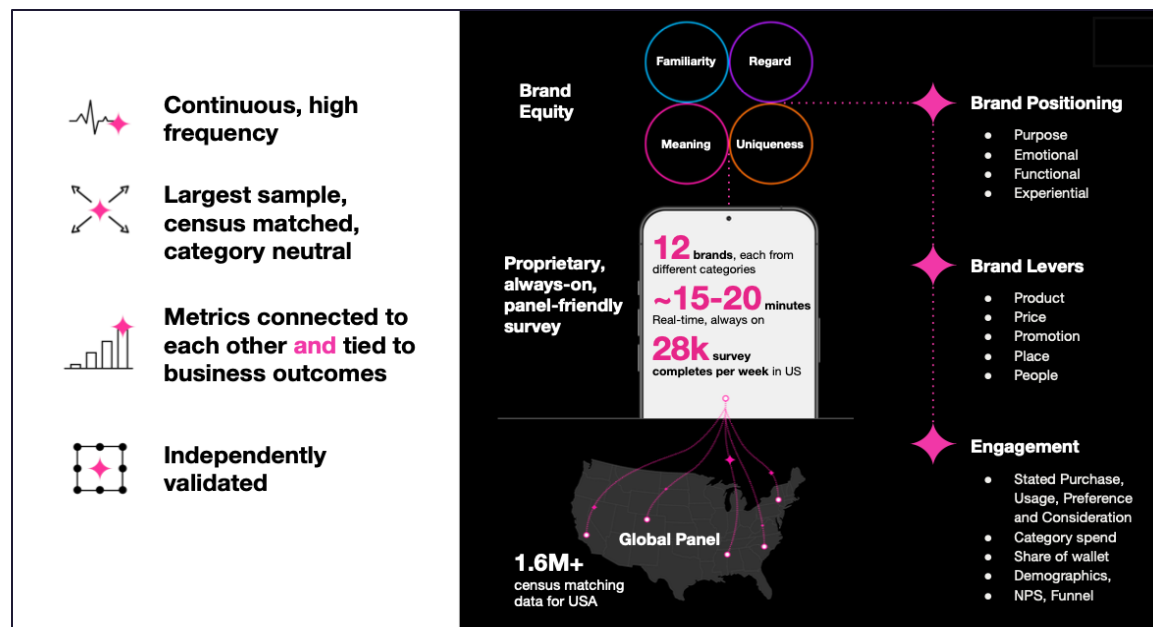 Continuous, high
frequency
Largest sample,
census matched,
category neutral
Metrics connected to
each other and tied to
business outcomes
Independently
validated
Brand
Equity
Familiarity
Regard
Meaning
Uniqueness
Proprietary,
always-on,
panel-friendly
survey
12 brands, each from
different categories
~15-20 minutes
Real-time, always on
28k survey
completes per week in US
Global Panel
1.6M+
census matching
data for USA
Brand Positioning
● Purpose
● Emotional
● Functional
● Experiential
Brand Levers
● Product
● Price
● Promotion
● Place
● People
Engagement
● Stated Purchase,
Usage, Preference
and Consideration
● Category spend
● Share of wallet
● Demographics,
● NPS, Funnel